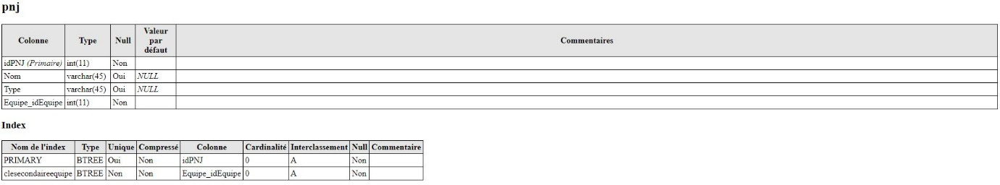 pnj
Colonne Type Null Valeur par défaut Commentaires
idPNJ (Primaire) int(11) Non
Nom varchar(45) Oui NULL
Type varchar(45) Oui NULL
Equipe_idEquipe int(11) Non
Index
Nom de l'index Type Unique Compressé Colonne Cardinalité Interclassement Null Commentaire
PRIMARY BTREE Oui Non idPNJ 0 A Non
clesecondaireequipe BTREE Non Non Equipe_idEquipe 0 A Non